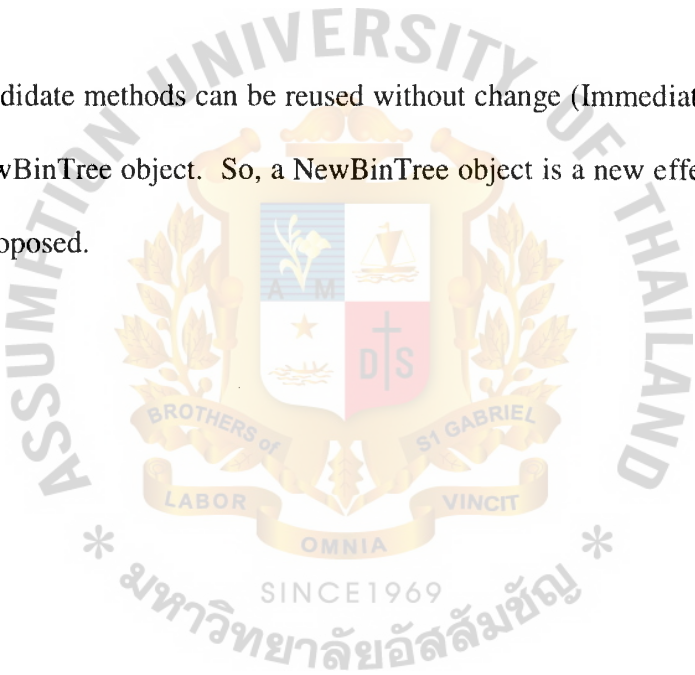 didate methods can be reused without change (Immediat
wBinTree object. So, a NewBinTree object is a new effe
oposed.
ASSUMPTION UNIVERSITY OF THAILAND
A M
D S
BROTHERS of ST GABRIEL
LABOR VINCIT
OMNIA
SINCE 1969
* มหาวิทยาลัยอัสสัมชัญ *